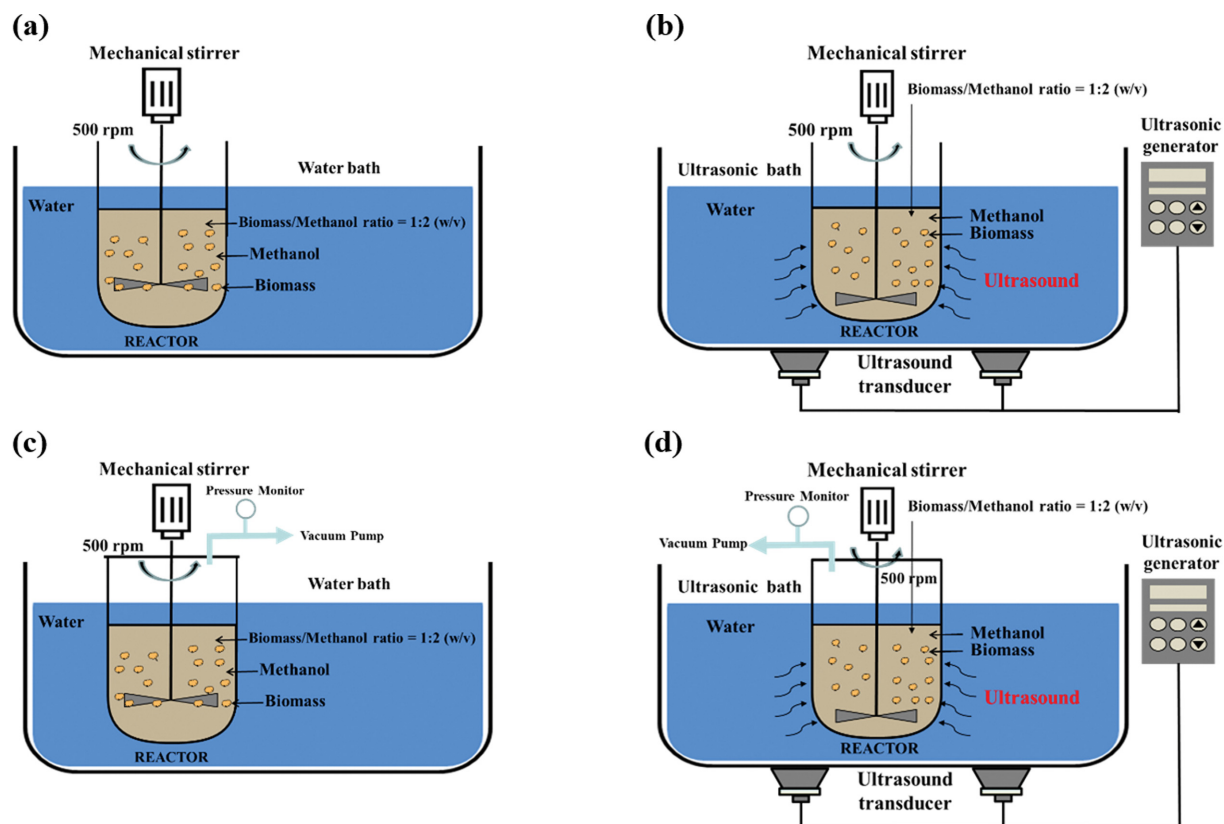 (a)
Mechanical stirrer
500 rpm
Water bath
Water
Biomass/Methanol ratio = 1:2 (w/v)
Methanol
Biomass
REACTOR
(b)
Mechanical stirrer
Biomass/Methanol ratio = 1:2 (w/v)
500 rpm
Ultrasonic
generator
Ultrasonic bath
Water
Methanol
Biomass
Ultrasound
REACTOR
Ultrasound
transducer
(c)
Mechanical stirrer
Pressure Monitor
Vacuum Pump
500 rpm
Water bath
Water
Biomass/Methanol ratio = 1:2 (w/v)
Methanol
Biomass
REACTOR
(d)
Mechanical stirrer
Pressure Monitor
Biomass/Methanol ratio = 1:2 (w/v)
Vacuum Pump
500 rpm
Ultrasonic
generator
Ultrasonic bath
Water
Methanol
Biomass
Ultrasound
REACTOR
Ultrasound
transducer